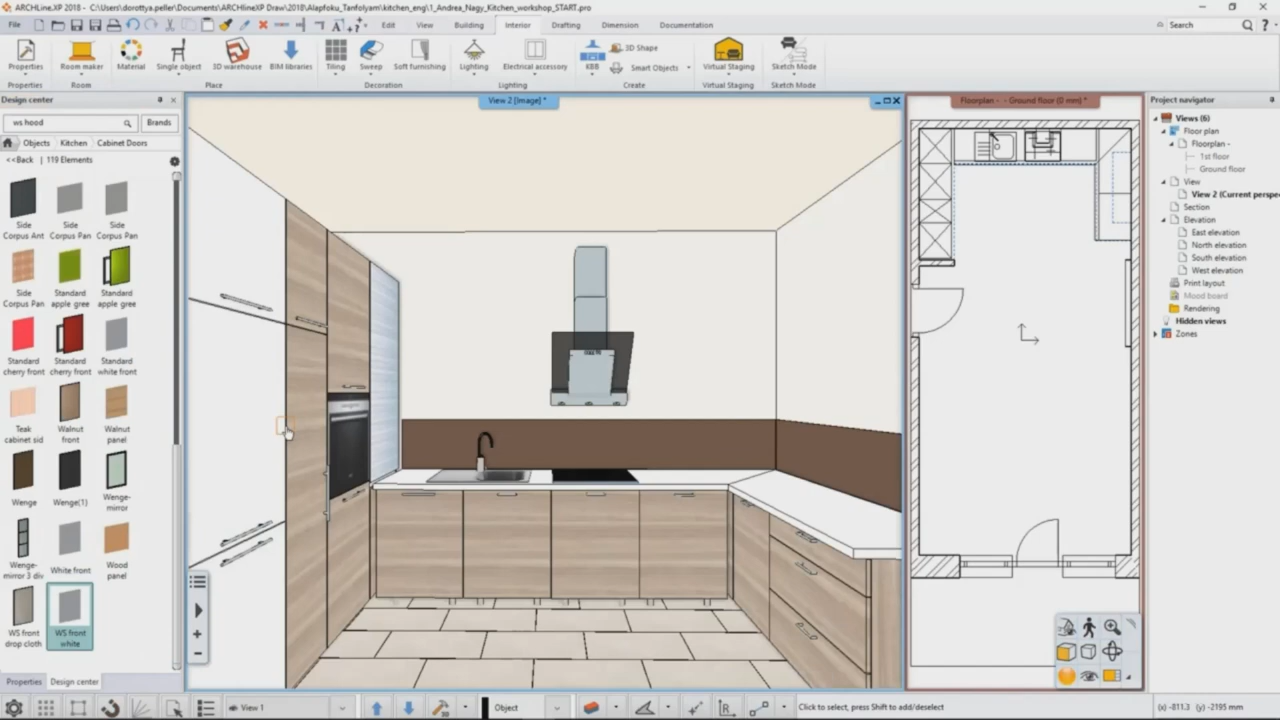 ARCHLine.XP 2018 - C:\Users\dorottya.peller\Documents\ARCHlineXP Draw\2018\Alapfoku_Tanfolyam\kitchen_eng\1_Andrea_Nagy_Kitchen_workshop_START.pro
File Edit View Building Interior Drafting Dimension Documentation Search
Properties Room maker Material Single object 3D warehouse BIM libraries Tiling Sweep Soft furnishing Lighting Electrical accessory KBB 3D Shape Smart Objects Virtual Staging Sketch Mode
Properties Room Place Decoration Lighting Create Virtual Staging Sketch Mode
Design center
ws hood Brands
Objects Kitchen Cabinet Doors
<<Back | 119 Elements
Side Corpus Ant
Side Corpus Pan
Side Corpus Pan
Side Corpus Pan
Standard apple gree
Standard apple gree
Standard cherry front
Standard cherry front
Standard white front
Teak cabinet sid
Walnut front
Walnut panel
Wenge
Wenge(1)
Wenge-mirror
Wenge-mirror 3 div
White front
Wood panel
WS front drop cloth
WS front white
Properties Design center
View 2 [Image] *
Floorplan - - Ground floor (0 mm) *
Project navigator
Views (6)
Floor plan
Floorplan -
1st floor
Ground floor
View
View 2 (Current perspe
Section
Elevation
East elevation
North elevation
South elevation
West elevation
Print layout
Mood board
Rendering
Hidden views
Zones
View 1
Object
Click to select, press Shift to add/deselect
(x) -811.3 (y) -2195 mm